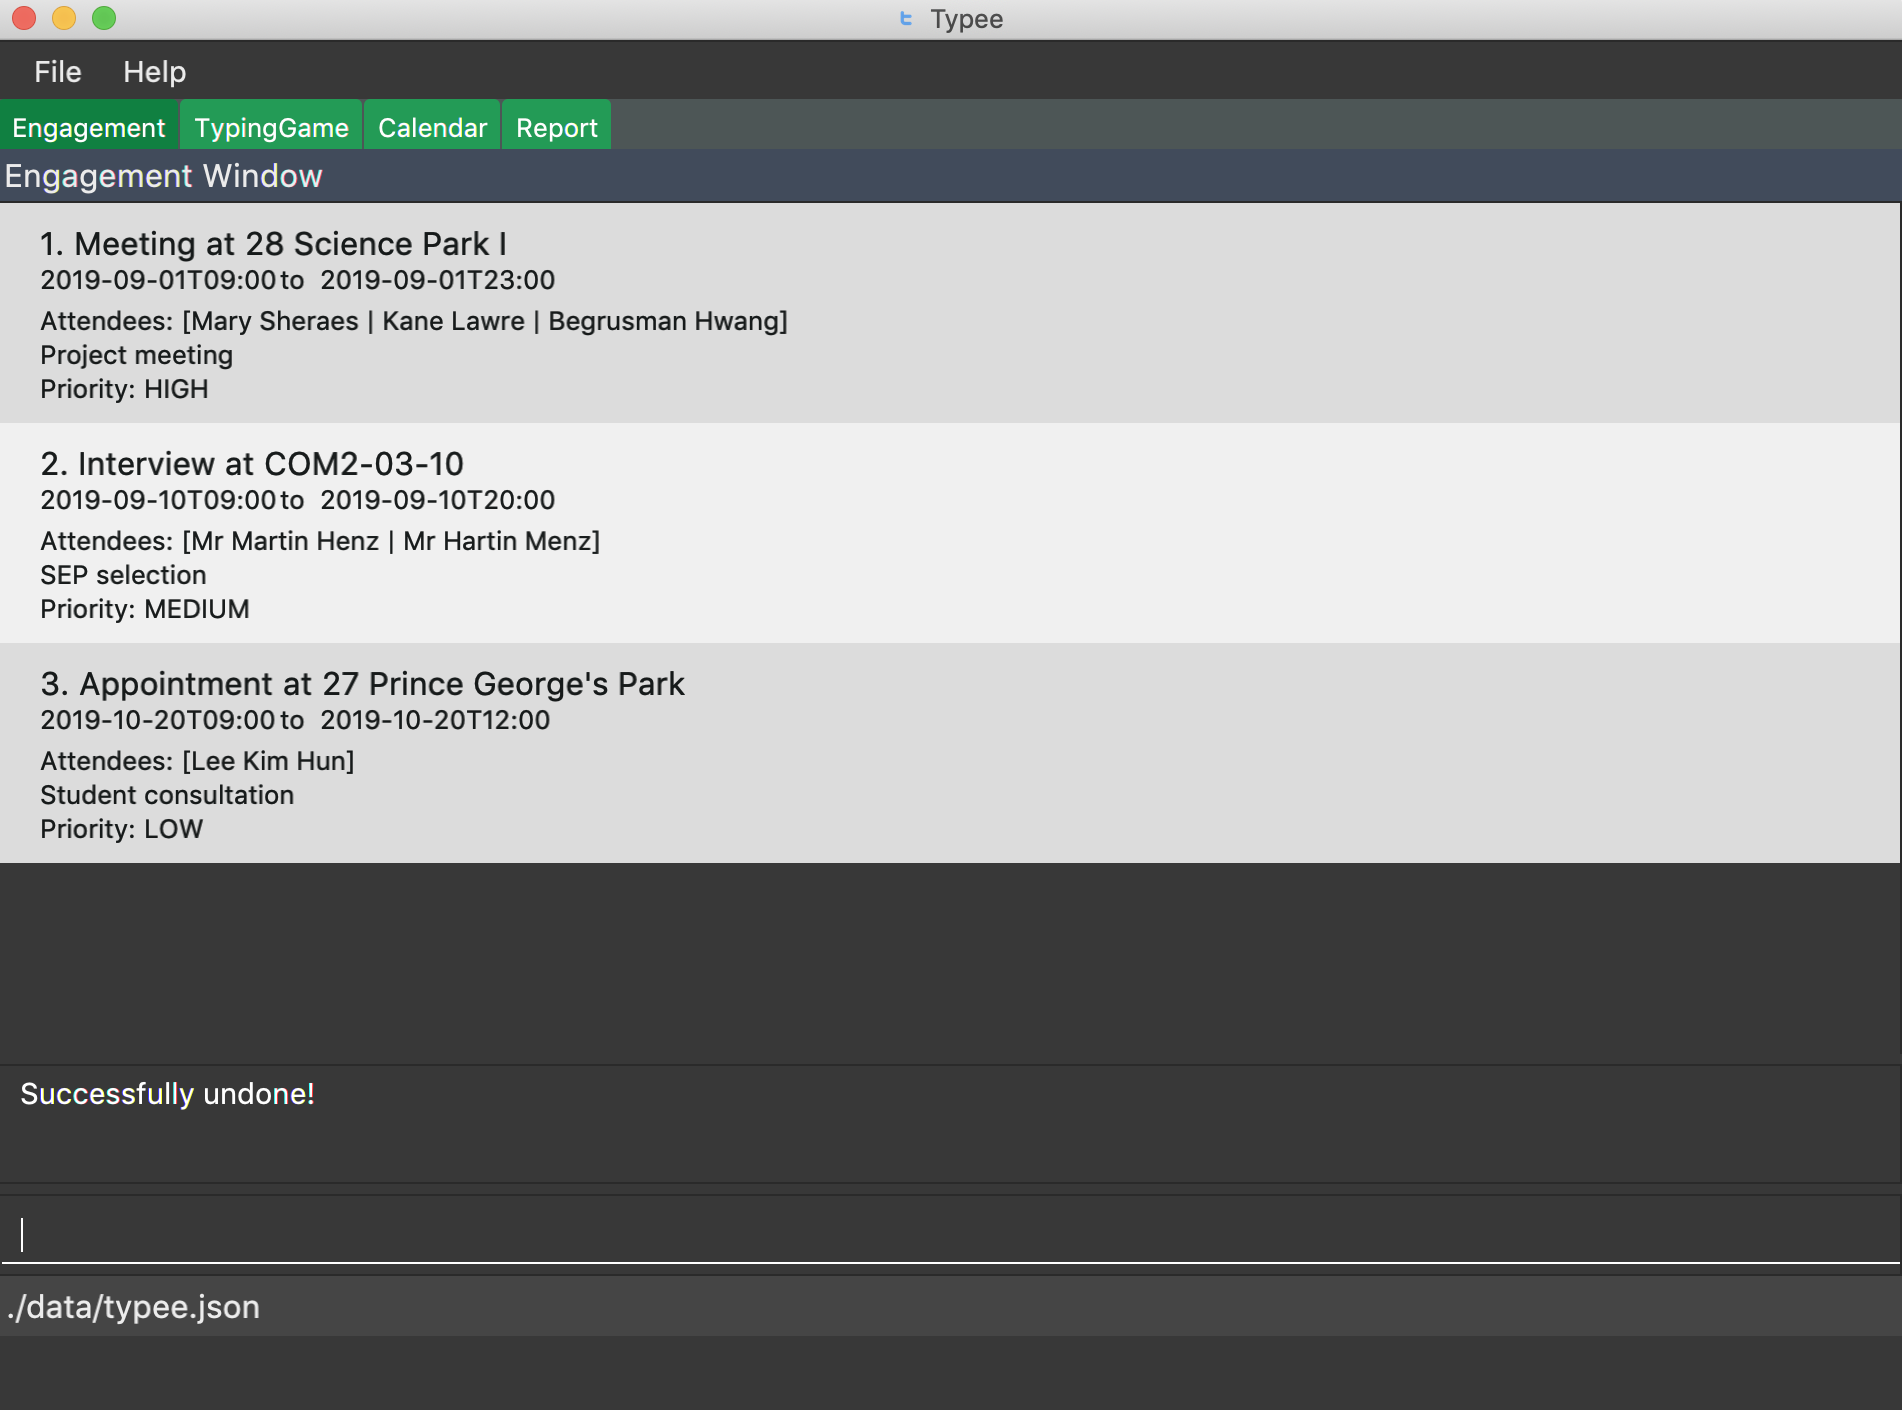 Typee
File Help
Engagement TypingGame Calendar Report
Engagement Window
1. Meeting at 28 Science Park I
2019-09-01T09:00 to 2019-09-01T23:00
Attendees: [Mary Sheraes | Kane Lawre | Begrusman Hwang]
Project meeting
Priority: HIGH
2. Interview at COM2-03-10
2019-09-10T09:00 to 2019-09-10T20:00
Attendees: [Mr Martin Henz | Mr Hartin Menz]
SEP selection
Priority: MEDIUM
3. Appointment at 27 Prince George's Park
2019-10-20T09:00 to 2019-10-20T12:00
Attendees: [Lee Kim Hun]
Student consultation
Priority: LOW
Successfully undone!
./data/typee.json